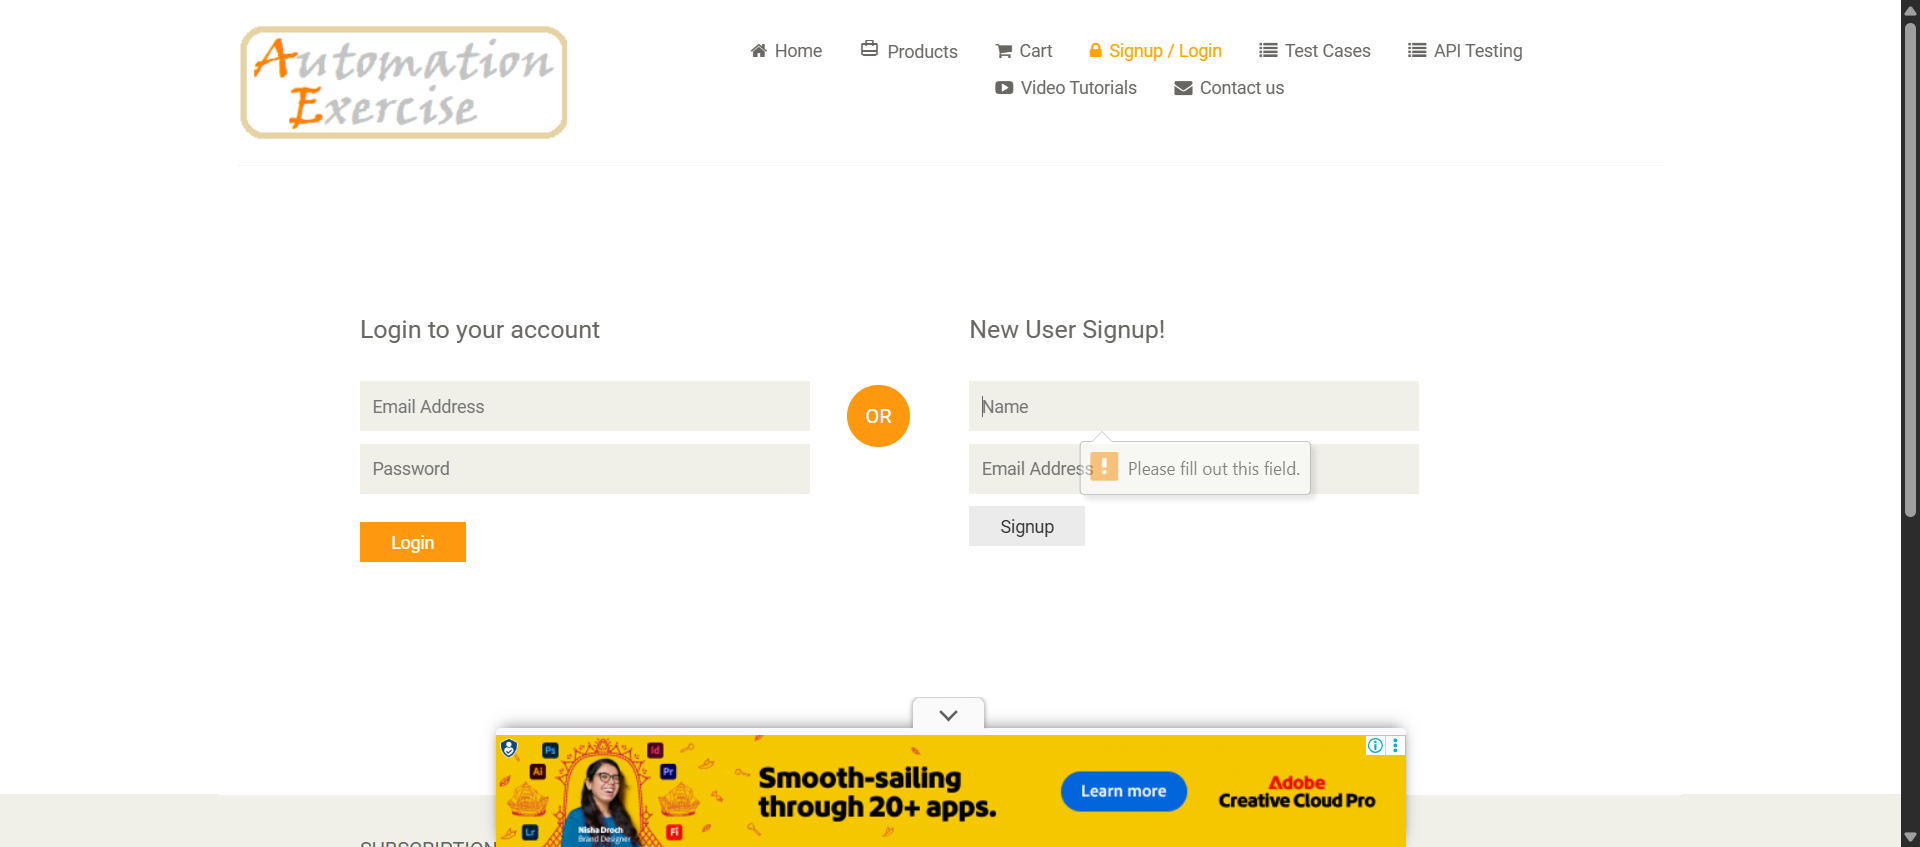 Automation
Exercise
Home
Products
Cart
Signup / Login
Test Cases
API Testing
Video Tutorials
Contact us
Login to your account
Email Address
Password
Login
OR
New User Signup!
Name
Email Address
Please fill out this field.
Signup
SUBSCRIPTION
Ps
Id
Ai
Pr
Lr
Fi
Nisha Droch
Brand Designer
Smooth-sailing
through 20+ apps.
Learn more
Adobe
Creative Cloud Pro